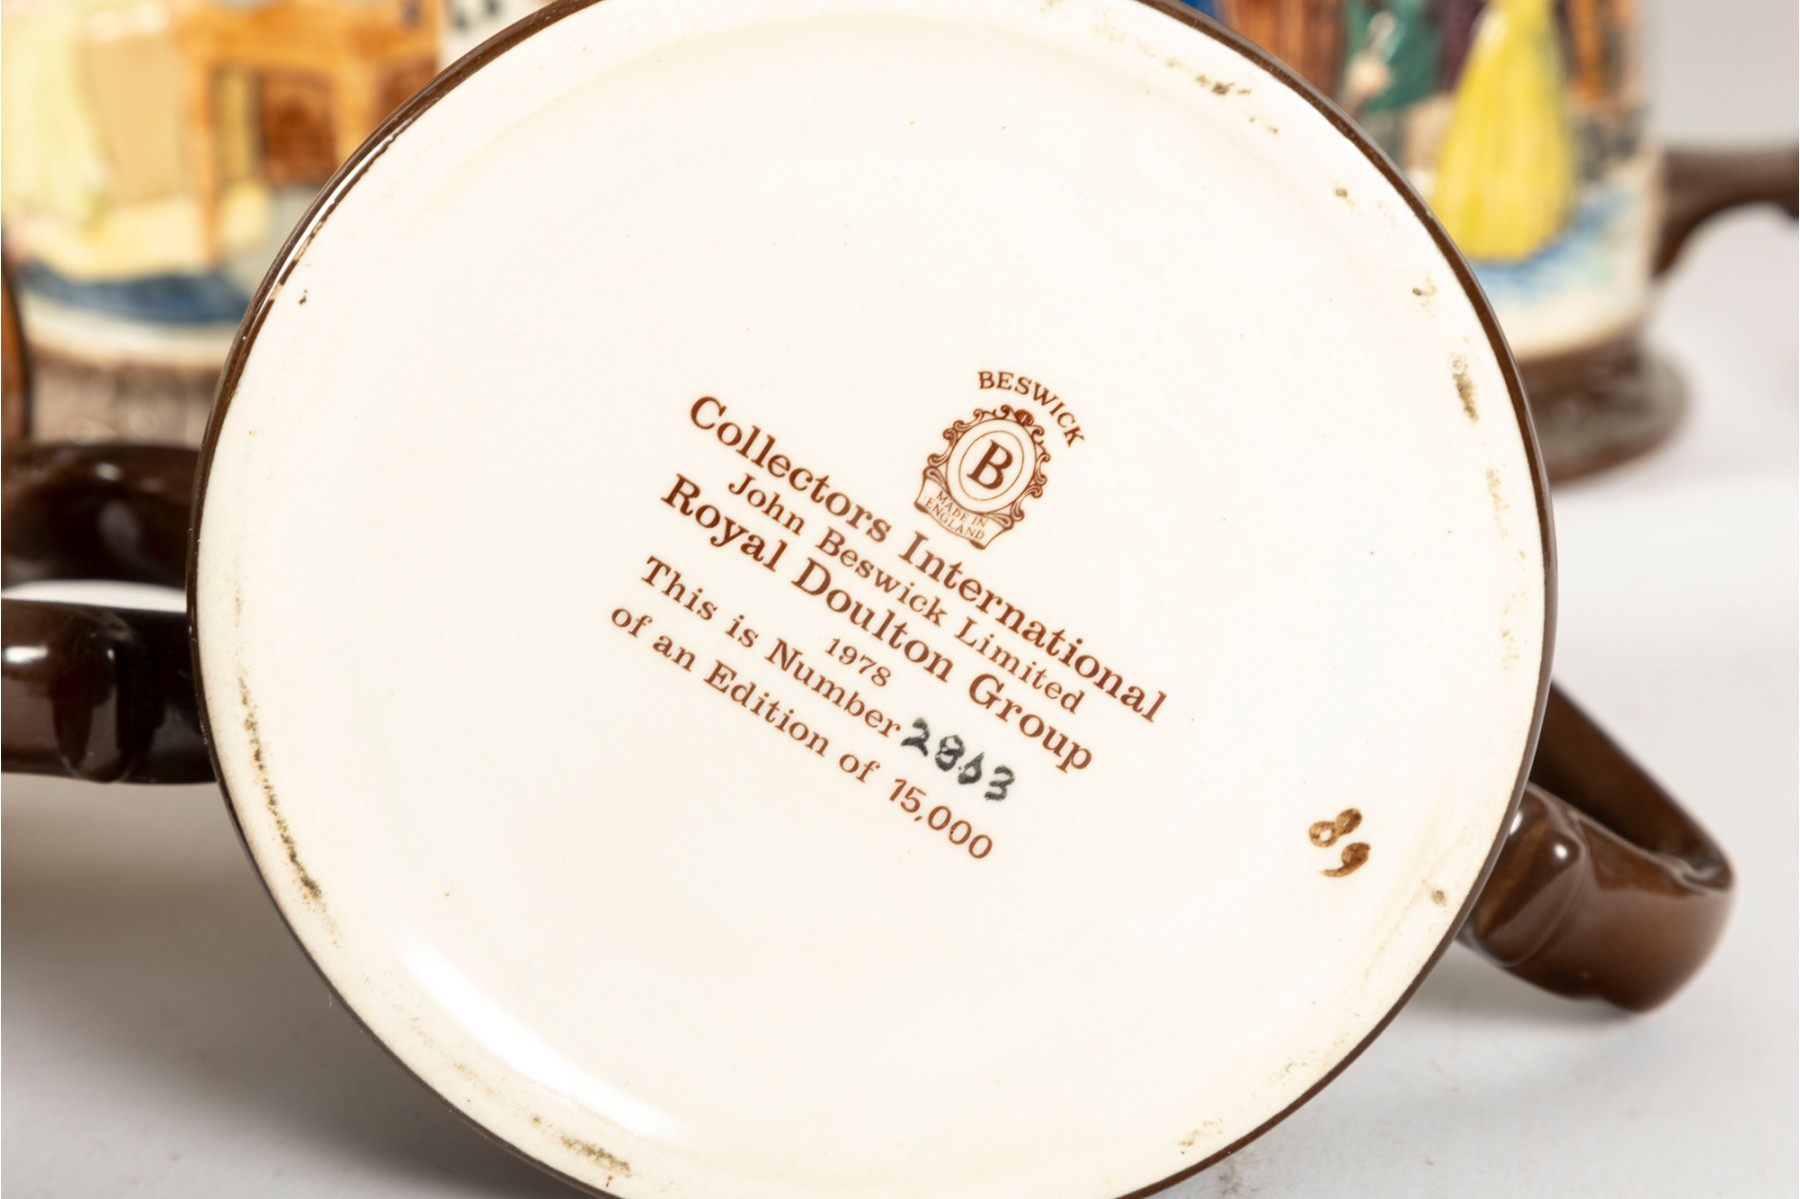 BESWICK
B
MADE IN
ENGLAND
Collectors International
John Beswick Limited
Royal Doulton Group
1978
This is Number 2863
of an Edition of 15,000
89